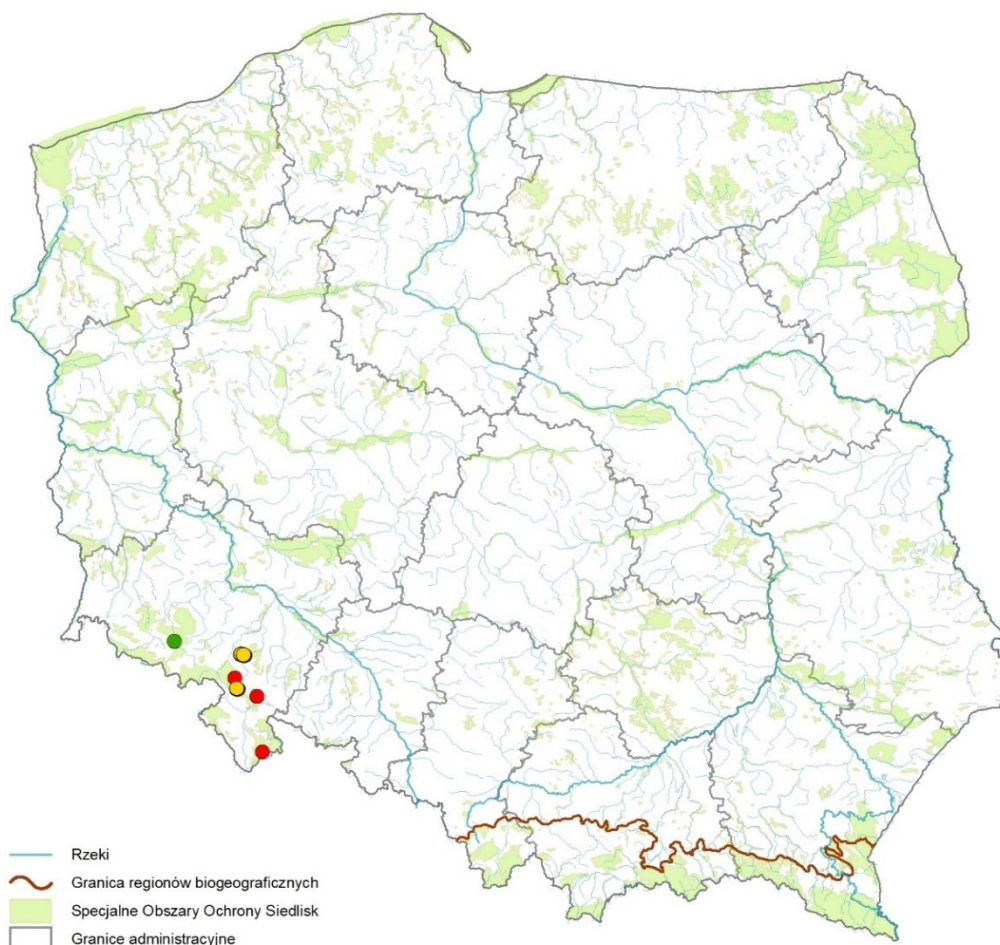 Rzeki
Granica regionów biogeograficznych
Specjalne Obszary Ochrony Siedlisk
Granice administracyjne